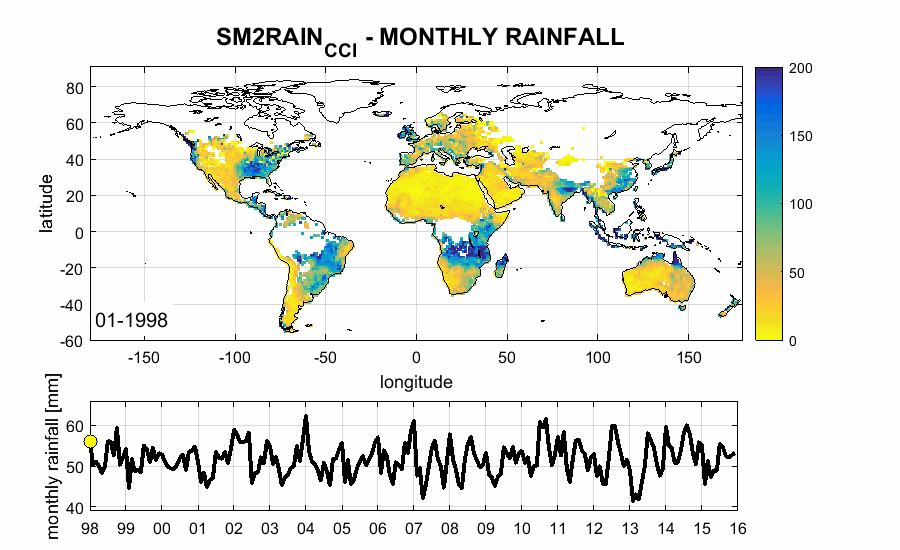 SM2RAINCCI - MONTHLY RAINFALL
latitude
80
60
40
20
0
-20
-40
-60
01-1998
-150 -100 -50 0 50 100 150
longitude
200
150
100
50
0
monthly rainfall [mm]
60
50
40
98 99 00 01 02 03 04 05 06 07 08 09 10 11 12 13 14 15 16